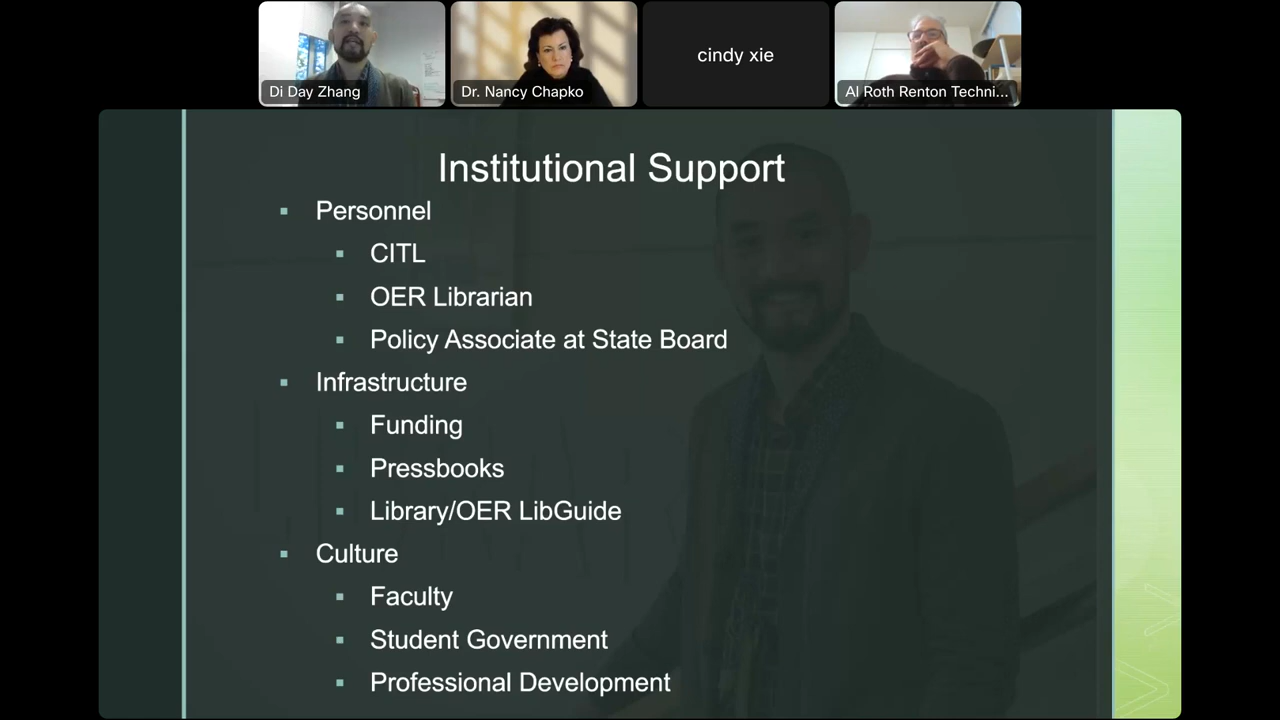 Di Day Zhang
Dr. Nancy Chapko
cindy xie
Al Roth Renton Techni...
Institutional Support
Personnel
CITL
OER Librarian
Policy Associate at State Board
Infrastructure
Funding
Pressbooks
Library/OER LibGuide
Culture
Faculty
Student Government
Professional Development